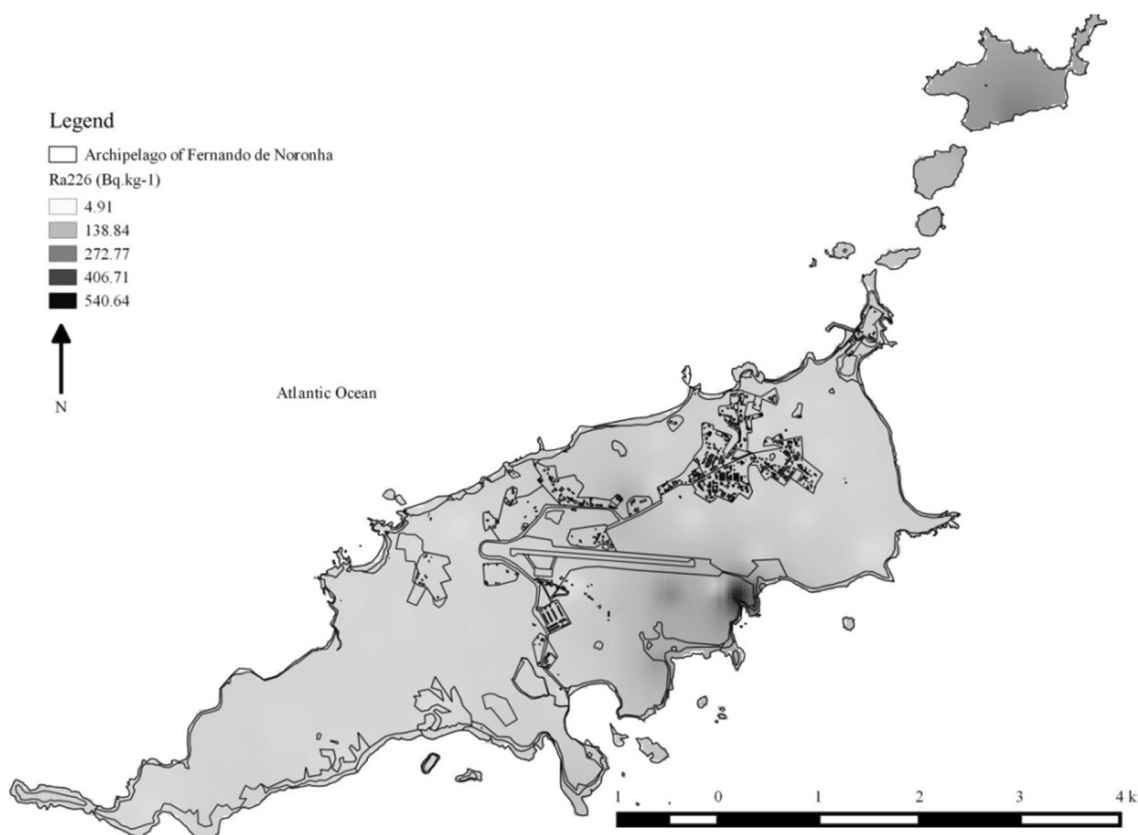 Legend
Archipelago of Fernando de Noronha
Ra226 (Bq.kg-1)
4.91
138.84
272.77
406.71
540.64
N
Atlantic Ocean
1 0 1 2 3 4 k